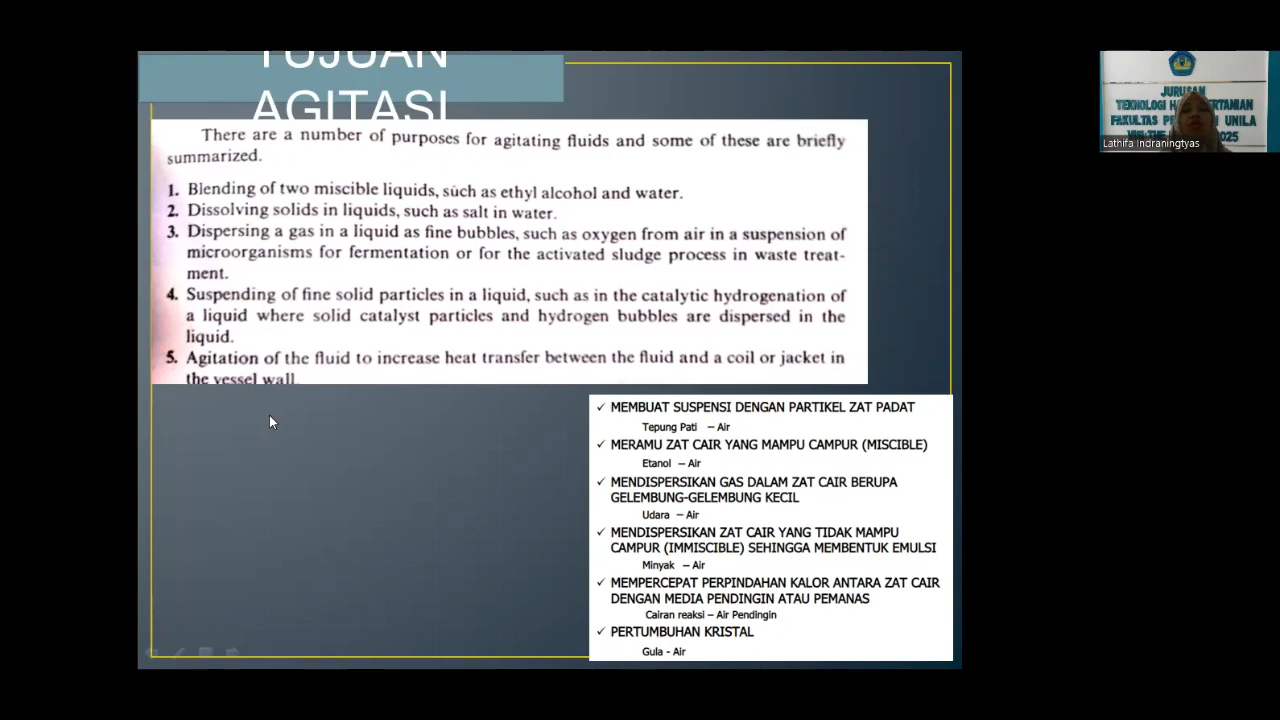 TUJUAN
AGITASI
There are a number of purposes for agitating fluids and some of these are briefly
summarized.
1. Blending of two miscible liquids, such as ethyl alcohol and water.
2. Dissolving solids in liquids, such as salt in water.
3. Dispersing a gas in a liquid as fine bubbles, such as oxygen from air in a suspension of
microorganisms for fermentation or for the activated sludge process in waste treat-
ment.
4. Suspending of fine solid particles in a liquid, such as in the catalytic hydrogenation of
a liquid where solid catalyst particles and hydrogen bubbles are dispersed in the
liquid.
5. Agitation of the fluid to increase heat transfer between the fluid and a coil or jacket in
the vessel wall.
✓ MEMBUAT SUSPENSI DENGAN PARTIKEL ZAT PADAT
Tepung Pati – Air
✓ MERAMU ZAT CAIR YANG MAMPU CAMPUR (MISCIBLE)
Etanol – Air
✓ MENDISPERSIKAN GAS DALAM ZAT CAIR BERUPA
GELEMBUNG-GELEMBUNG KECIL
Udara – Air
✓ MENDISPERSIKAN ZAT CAIR YANG TIDAK MAMPU
CAMPUR (IMMISCIBLE) SEHINGGA MEMBENTUK EMULSI
Minyak – Air
✓ MEMPERCEPAT PERPINDAHAN KALOR ANTARA ZAT CAIR
DENGAN MEDIA PENDINGIN ATAU PEMANAS
Cairan reaksi – Air Pendingin
✓ PERTUMBUHAN KRISTAL
Gula - Air
JURUSAN
TEKNOLOGI
FAKULTAS UNILA
2025
Lathifa Indraningtyas